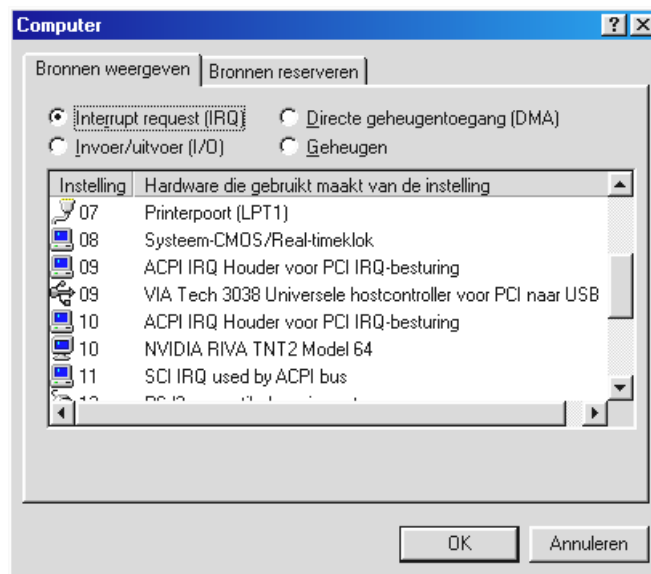 Computer
Bronnen weergeven Bronnen reserveren
Interrupt request (IRQ) Directe geheugentoegang (DMA)
Invoer/uitvoer (I/O) Geheugen
Instelling Hardware die gebruikt maakt van de instelling
07 Printerpoort (LPT1)
08 Systeem-CMOS/Real-timeklok
09 ACPI IRQ Houder voor PCI IRQ-besturing
09 VIA Tech 3038 Universele hostcontroller voor PCI naar USB
10 ACPI IRQ Houder voor PCI IRQ-besturing
10 NVIDIA RIVA TNT2 Model 64
11 SCI IRQ used by ACPI bus
OK Annuleren